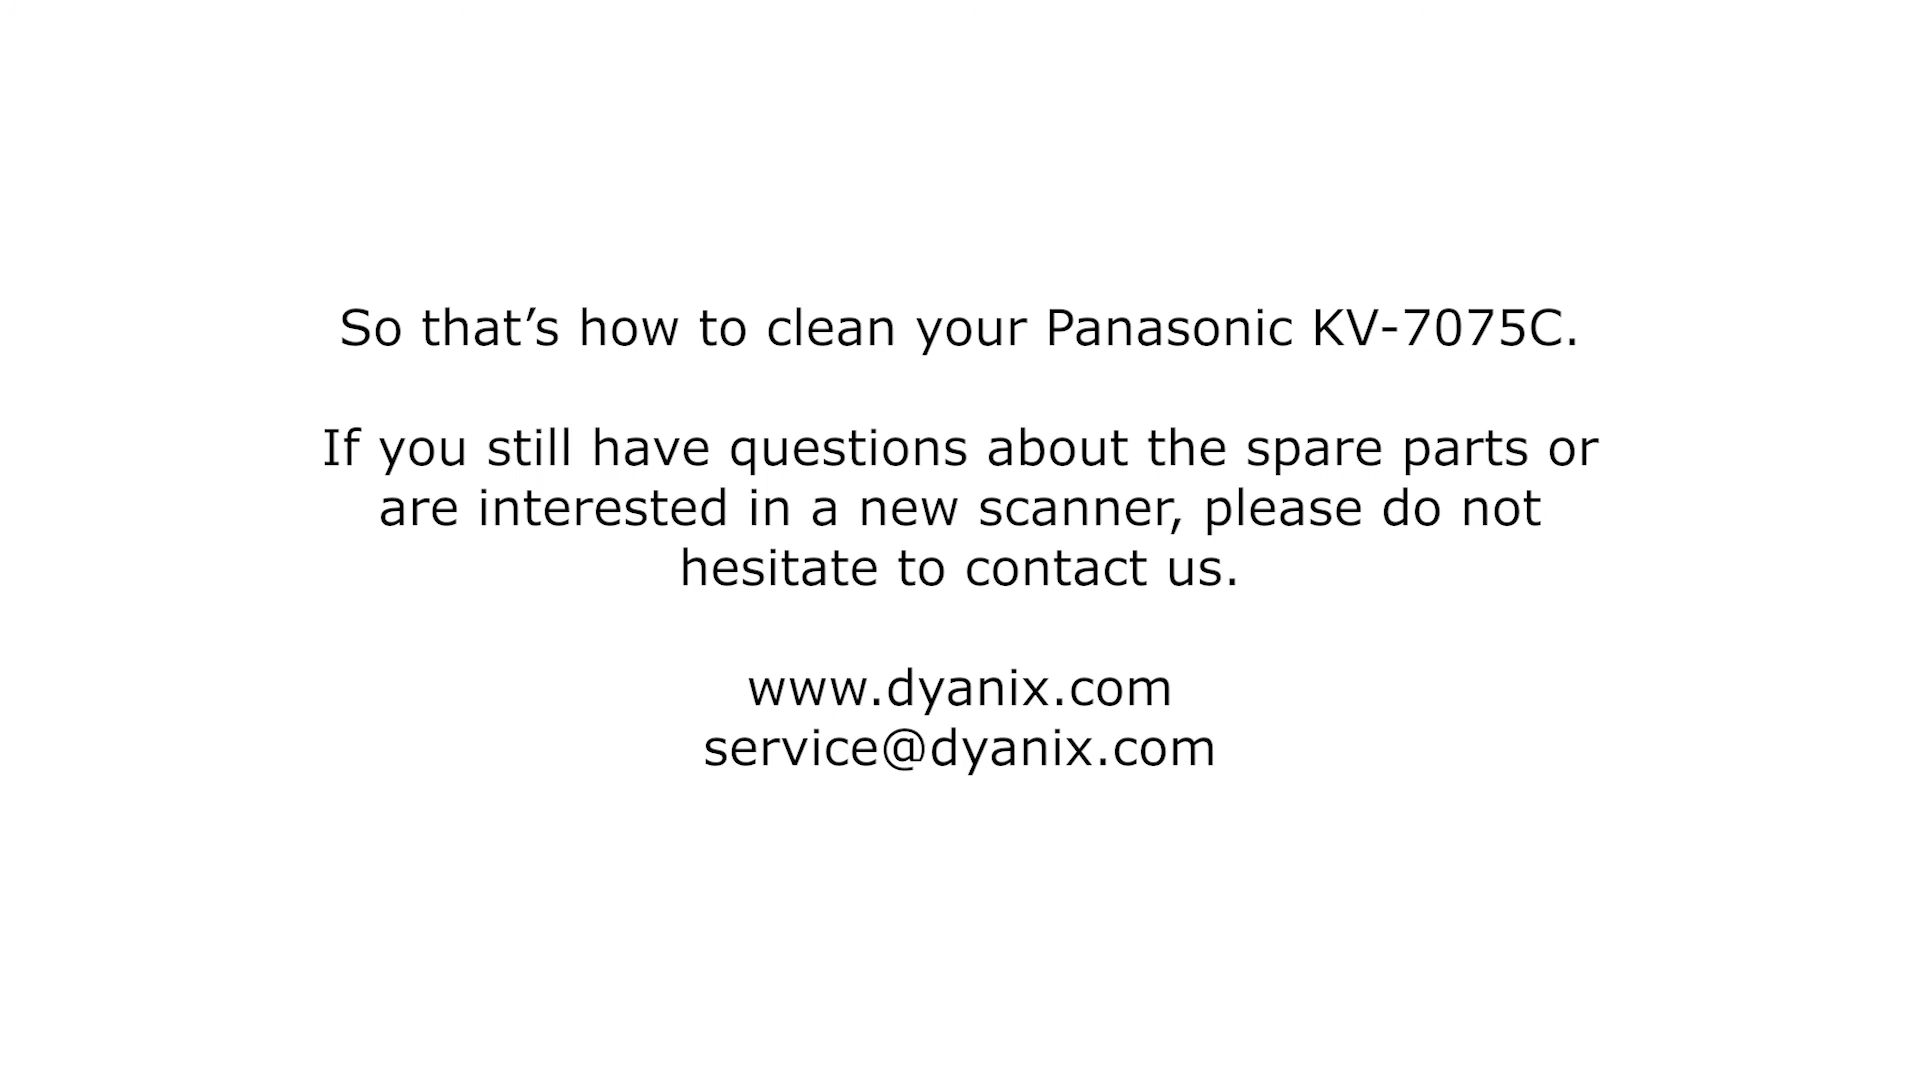 So that’s how to clean your Panasonic KV-7075C.
If you still have questions about the spare parts or
are interested in a new scanner, please do not
hesitate to contact us.
www.dyanix.com
service@dyanix.com